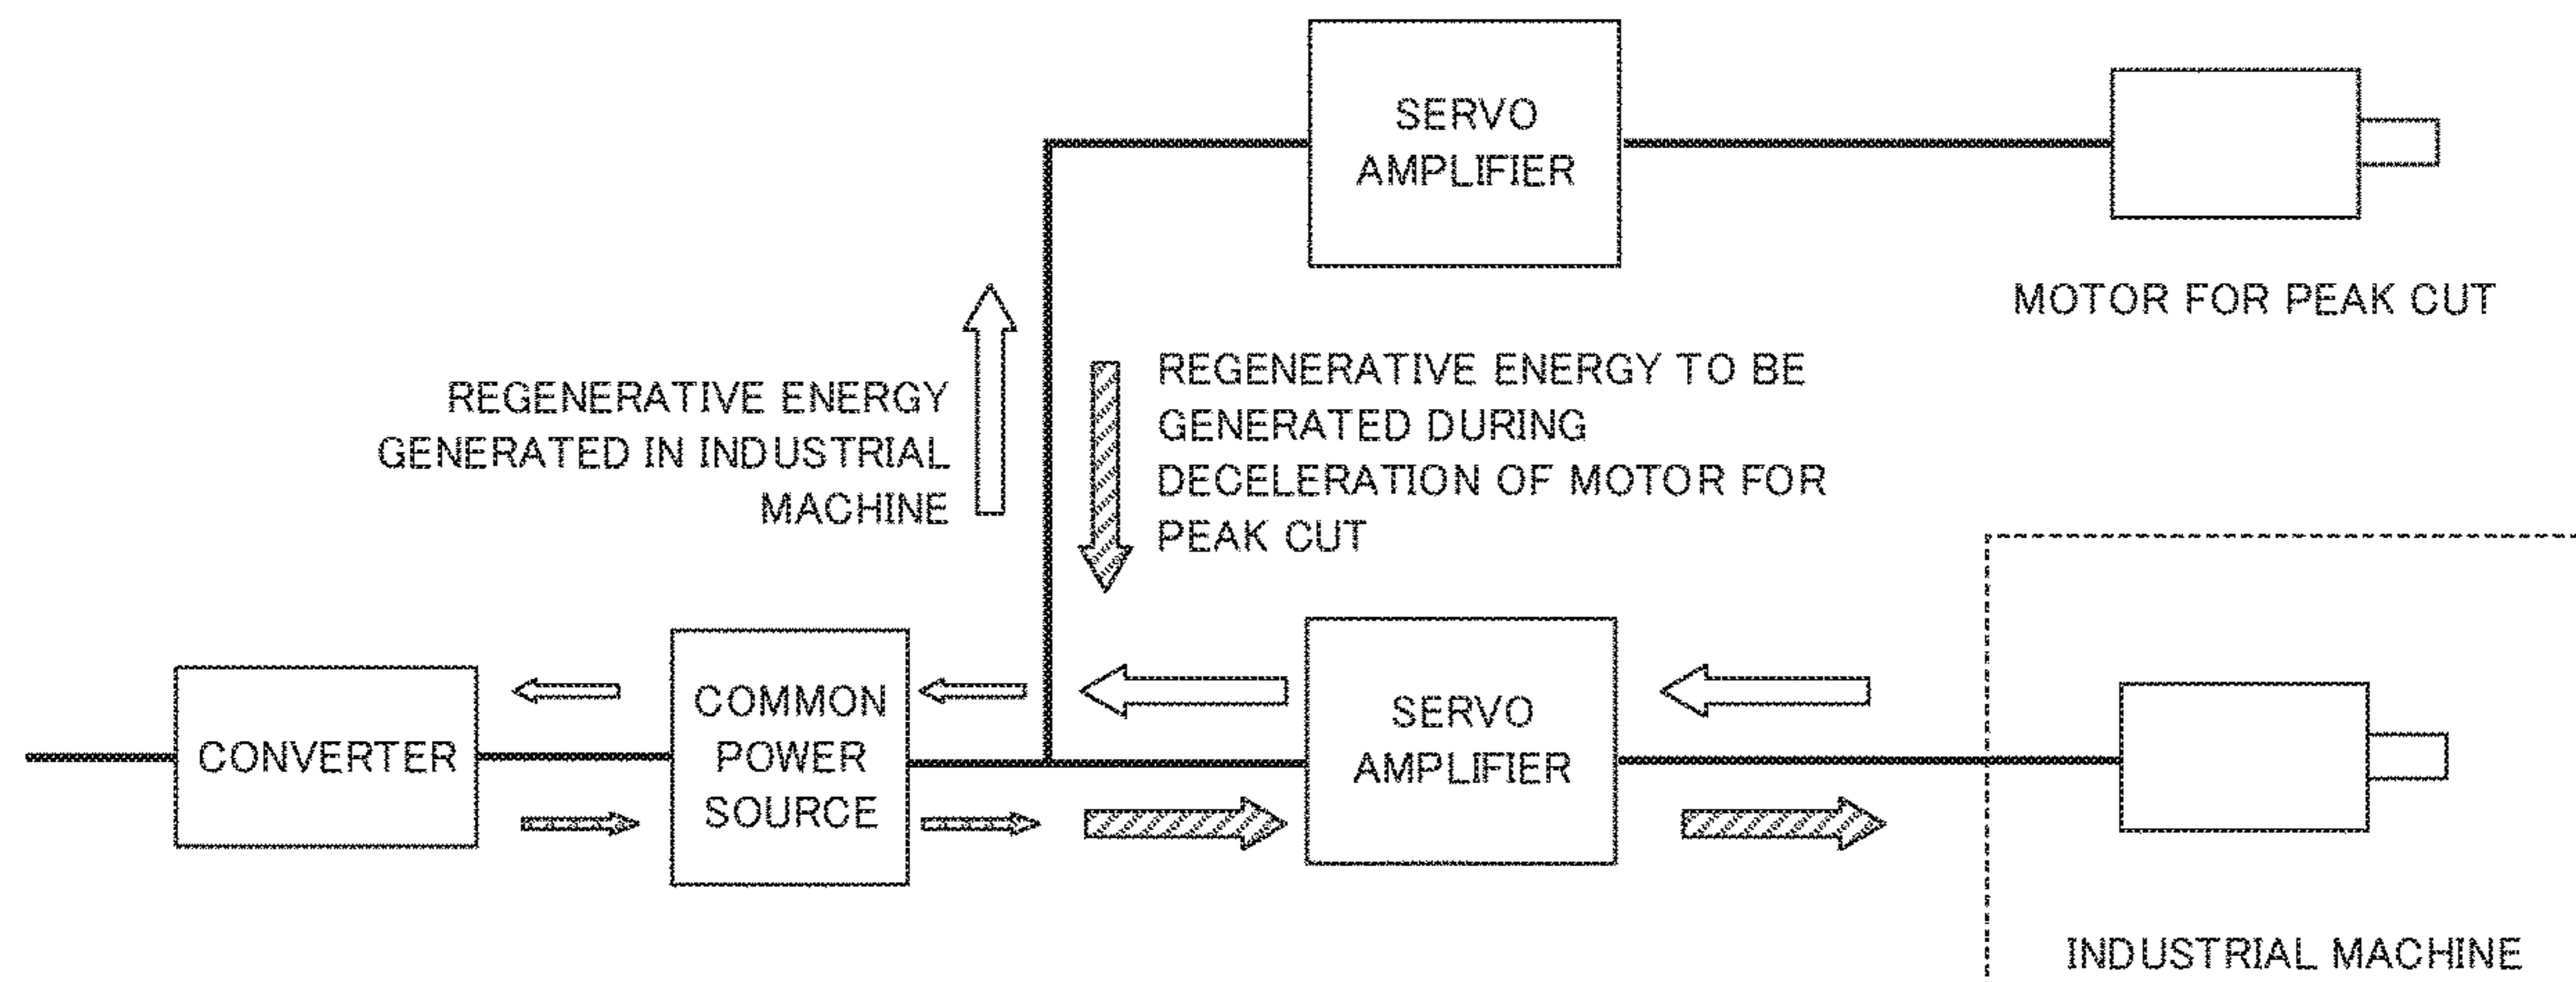 SERVO
AMPLIFIER
MOTOR FOR PEAK CUT
REGENERATIVE ENERGY
GENERATED IN INDUSTRIAL
MACHINE
REGENERATIVE ENERGY TO BE
GENERATED DURING
DECELERATION OF MOTOR FOR
PEAK CUT
CONVERTER
COMMON
POWER
SOURCE
SERVO
AMPLIFIER
INDUSTRIAL MACHINE